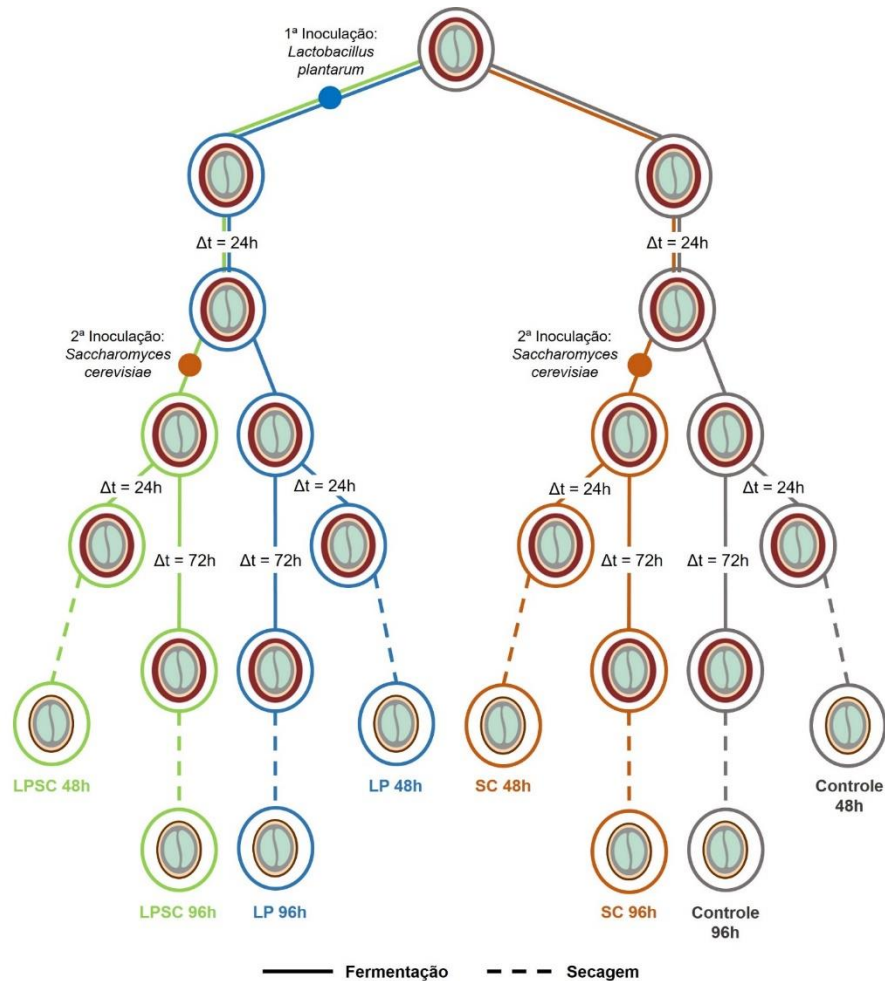 1ª Inoculação:
Lactobacillus
plantarum
Δt = 24h
Δt = 24h
2ª Inoculação:
Saccharomyces
cerevisiae
2ª Inoculação:
Saccharomyces
cerevisiae
Δt = 24h
Δt = 24h
Δt = 24h
Δt = 24h
Δt = 72h
Δt = 72h
Δt = 72h
Δt = 72h
LPSC 48h
LP 48h
SC 48h
Controle
48h
LPSC 96h
LP 96h
SC 96h
Controle
96h
Fermentação
Secagem